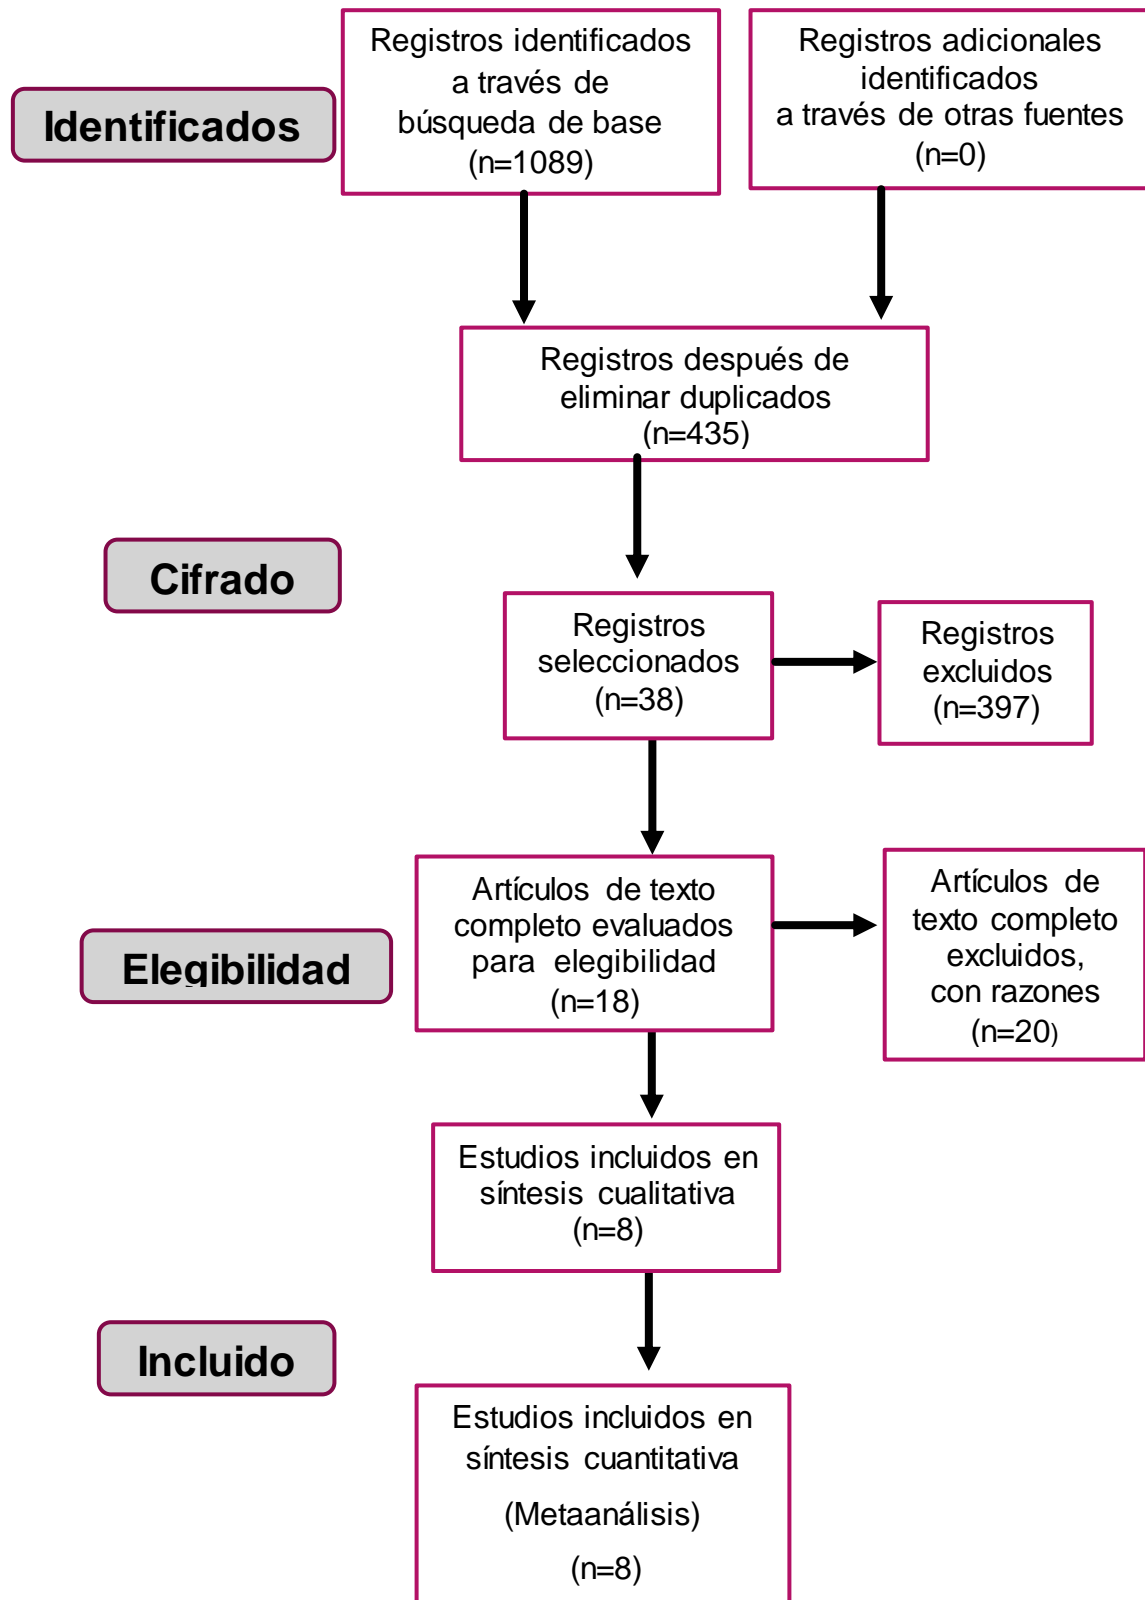 Registros identificados
a través de
búsqueda de base
(n=1089)
Registros adicionales
identificados
a través de otras fuentes
(n=0)
Identificados
Registros después de
eliminar duplicados
(n=435)
Cifrado
Registros
seleccionados
(n=38)
Registros
excluidos
(n=397)
Artículos de texto
completo evaluados
para elegibilidad
(n=18)
Artículos de
texto completo
excluidos,
con razones
(n=20)
Elegibilidad
Estudios incluidos en
síntesis cualitativa
(n=8)
Incluido
Estudios incluidos en
síntesis cuantitativa
(Metaanálisis)
(n=8)